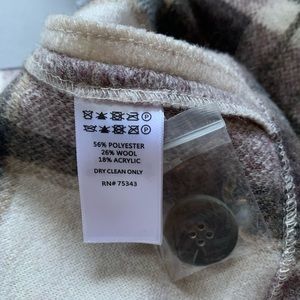 56% POLYESTER
26% WOOL
18% ACRYLIC
DRY CLEAN ONLY
RN# 75343